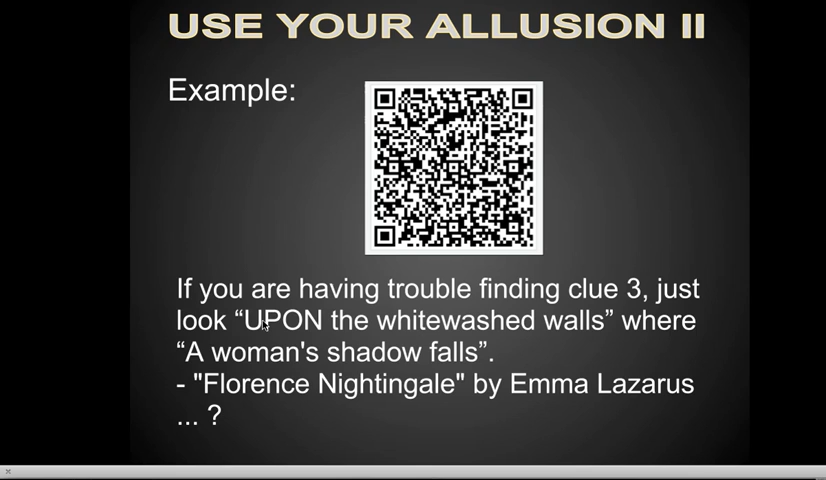 USE YOUR ALLUSION II
Example:
If you are having trouble finding clue 3, just
look “UPON the whitewashed walls” where
“A woman's shadow falls”.
- "Florence Nightingale" by Emma Lazarus
... ?